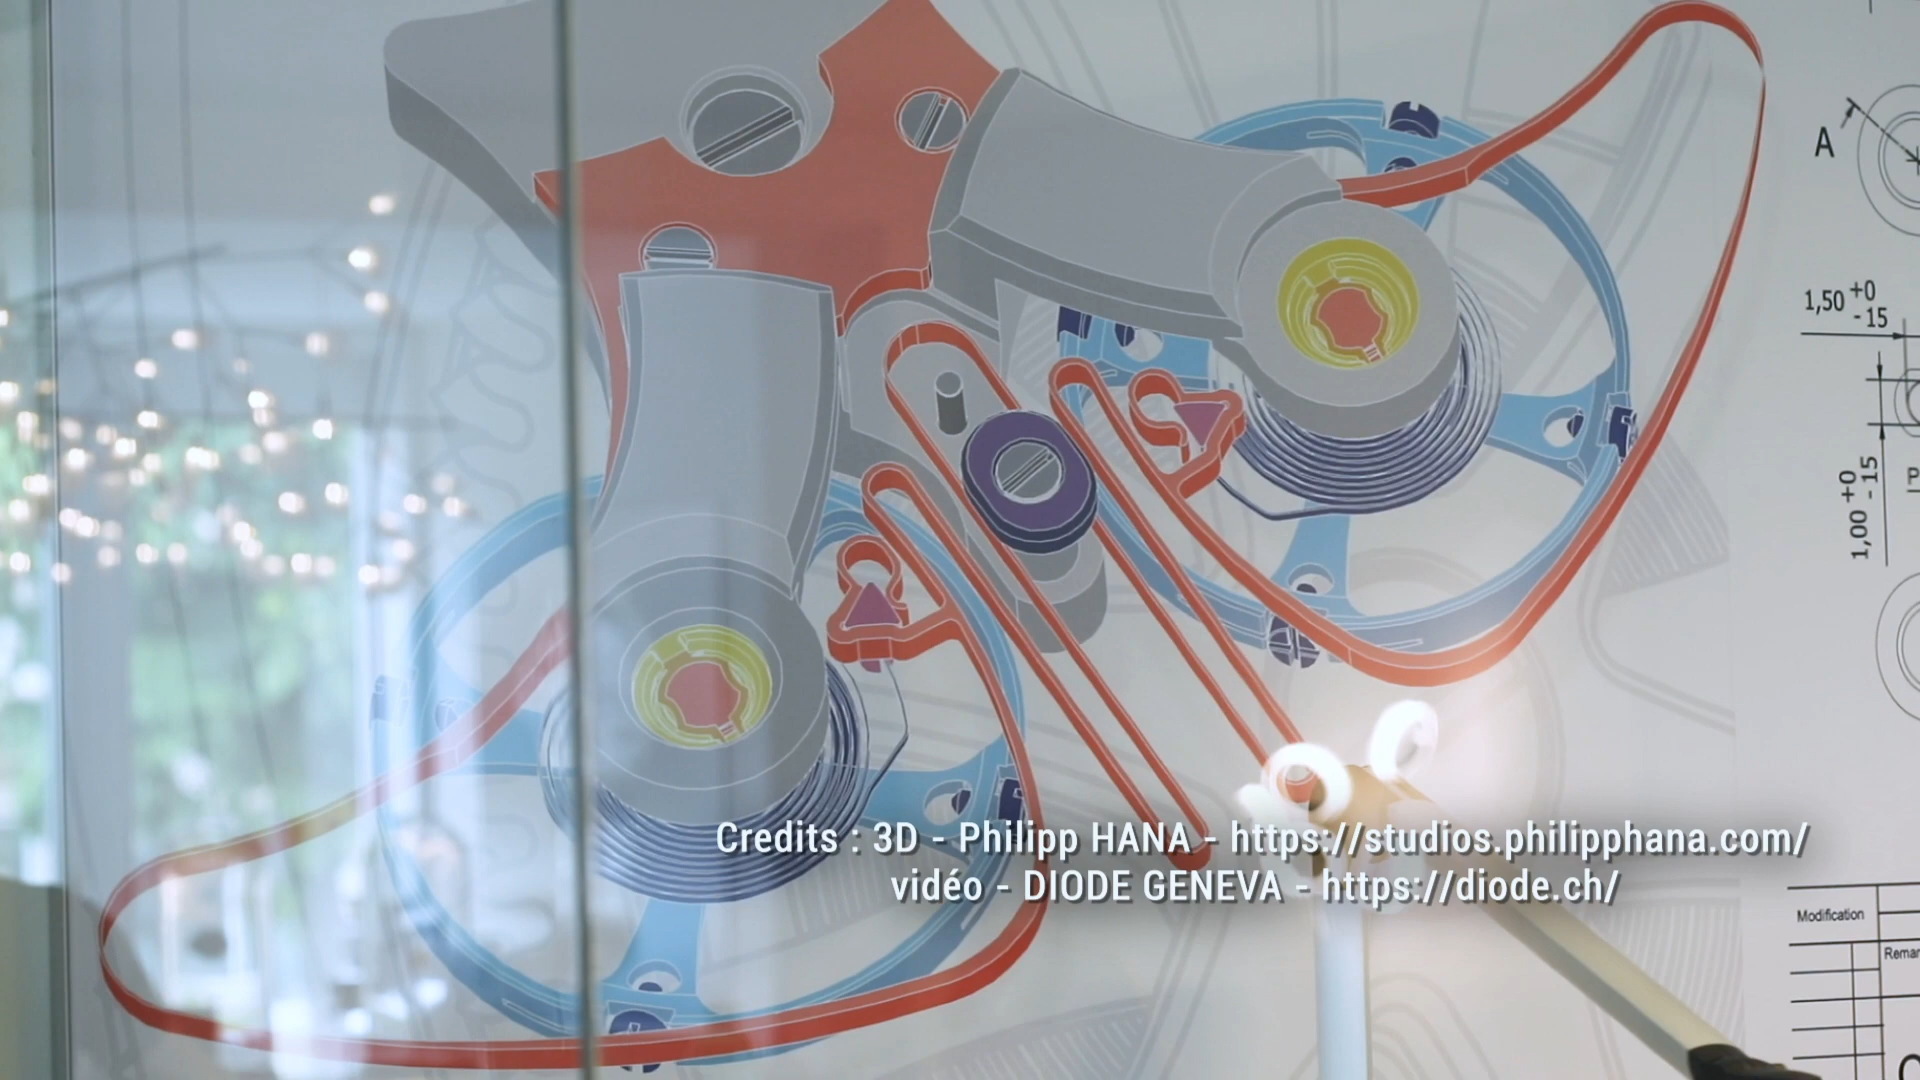 A
1,50 +0 -15
1,00 +0 -15
Credits : 3D - Philipp HANA - https://studios.philipphana.com/
vidéo - DIODE GENEVA - https://diode.ch/
Modification